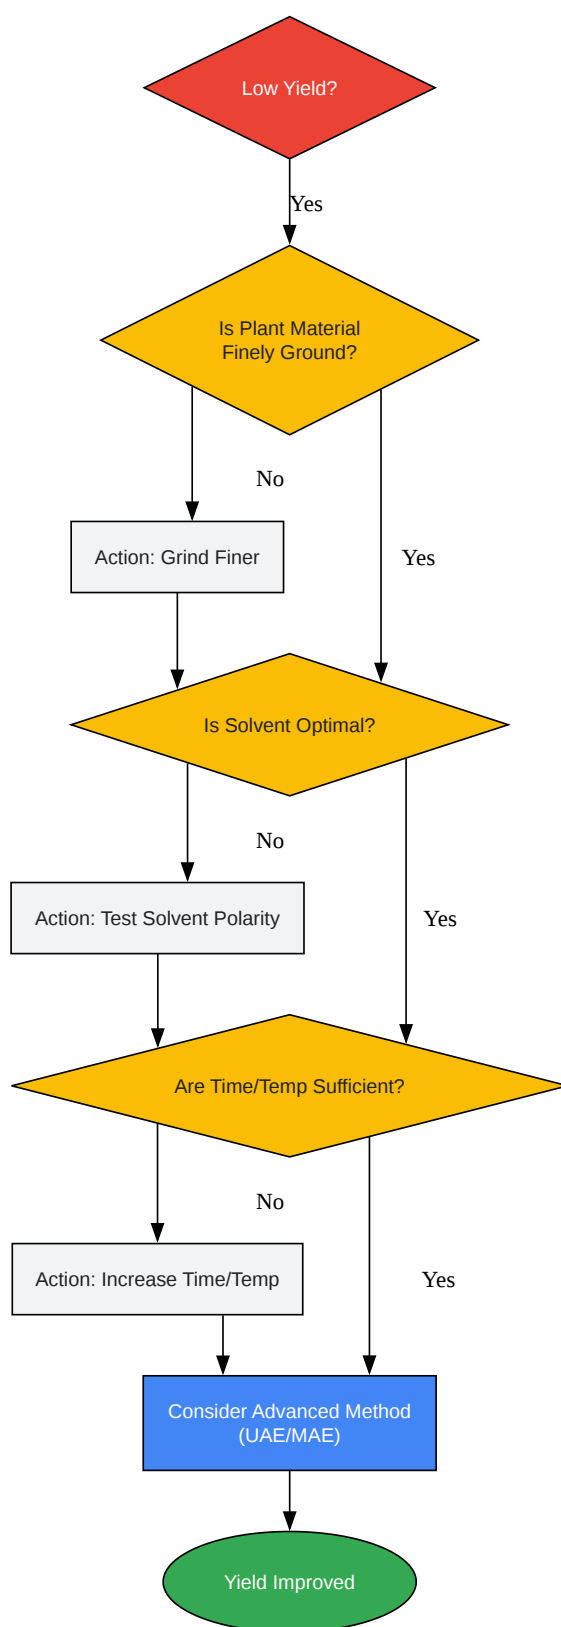 Low Yield?
Yes
Is Plant Material
Finely Ground?
No
Action: Grind Finer
Yes
Is Solvent Optimal?
No
Action: Test Solvent Polarity
Yes
Are Time/Temp Sufficient?
No
Action: Increase Time/Temp
Yes
Consider Advanced Method
(UAE/MAE)
Yield Improved